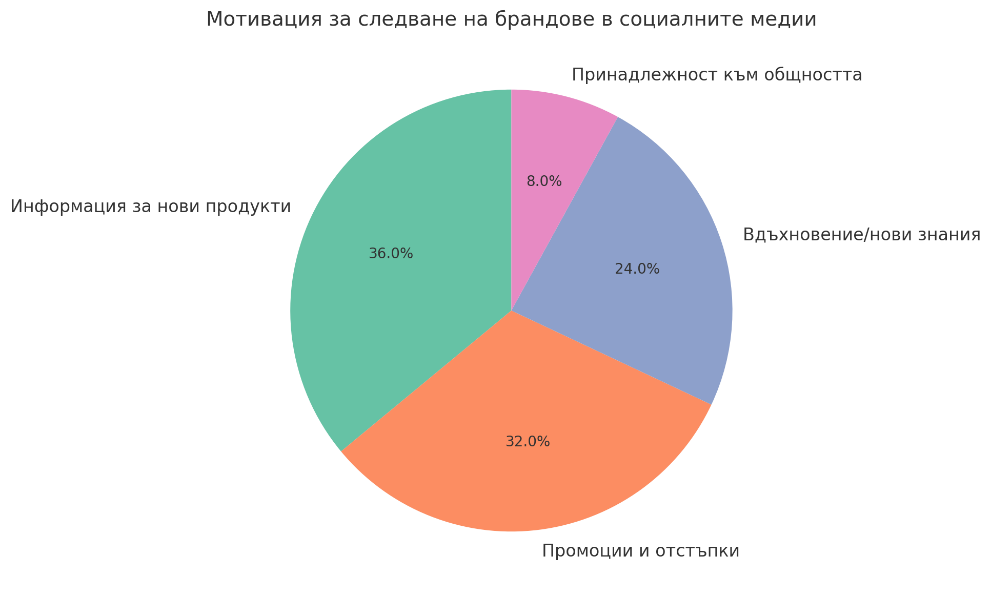 Мотивация за следване на брандове в социалните медии
Принадлежност към общността
8.0%
Информация за нови продукти
36.0%
Вдъхновение/нови знания
24.0%
32.0%
Промоции и отстъпки